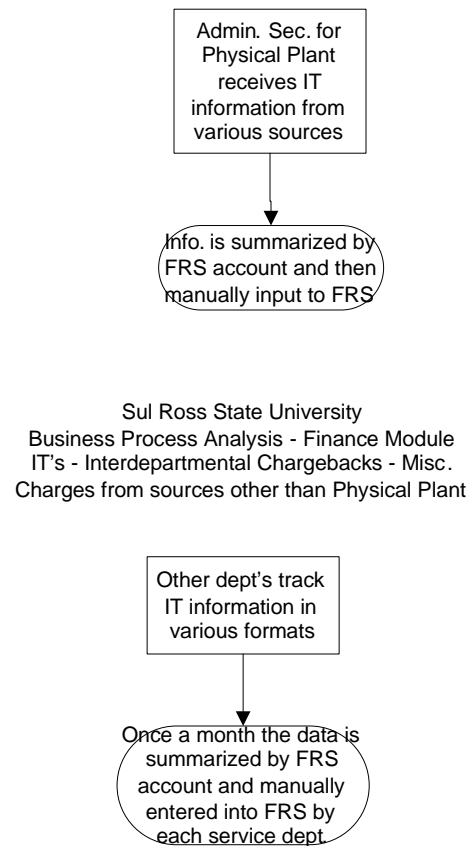 Admin. Sec. for
Physical Plant
receives IT
information from
various sources
Info. is summarized by
FRS account and then
manually input to FRS
Sul Ross State University
Business Process Analysis - Finance Module
IT's - Interdepartmental Chargebacks - Misc.
Charges from sources other than Physical Plant
Other dept's track
IT information in
various formats
Once a month the data is
summarized by FRS
account and manually
entered into FRS by
each service dept.